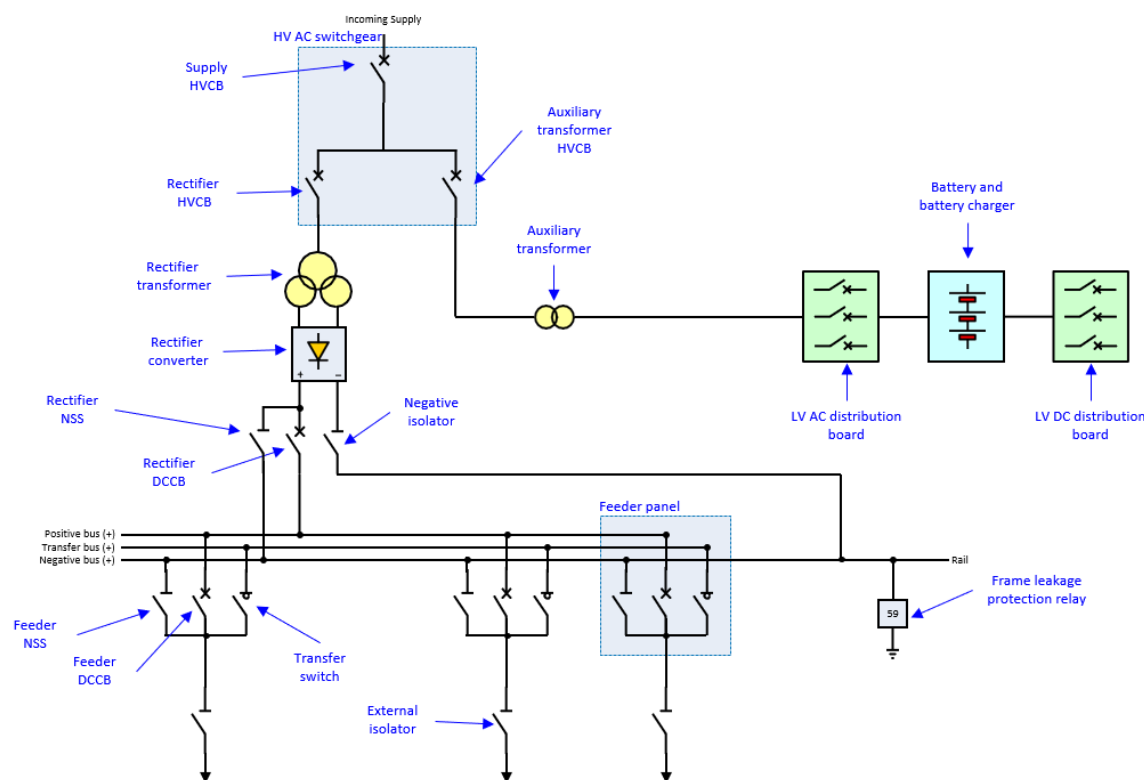 Incoming Supply
HV AC switchgear
Supply
HVCB
Auxiliary
transformer
HVCB
Rectifier
HVCB
Battery and
battery charger
Auxiliary
transformer
Rectifier
transformer
Rectifier
converter
+ –
LV AC distribution
board
LV DC distribution
board
Rectifier
NSS
Negative
isolator
Rectifier
DCCB
Feeder panel
Positive bus (+)
Transfer bus (+)
Negative bus (+)
Rail
Frame leakage
protection relay
59
Feeder
NSS
Feeder
DCCB
Transfer
switch
External
isolator